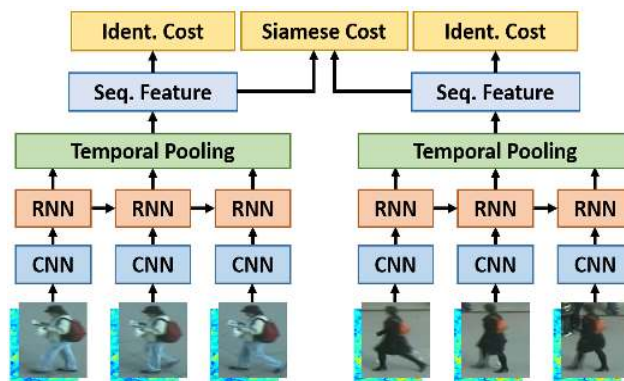 Ident. Cost Siamese Cost Ident. Cost
Seq. Feature Seq. Feature
Temporal Pooling Temporal Pooling
RNN RNN RNN RNN RNN RNN
CNN CNN CNN CNN CNN CNN